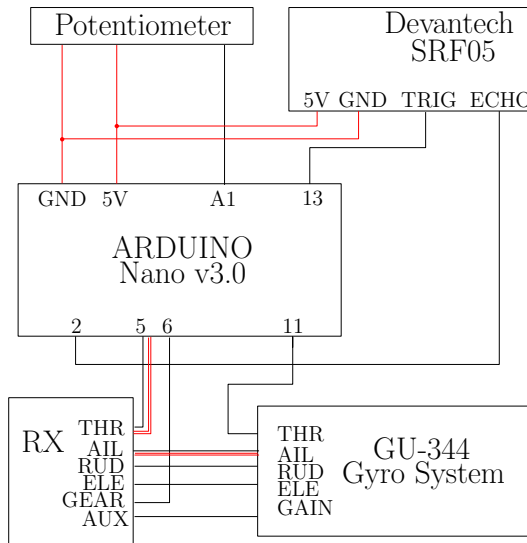 Potentiometer
Devantech
SRF05
5V GND TRIG ECHO
GND 5V A1 13
ARDUINO
Nano v3.0
2 5 6 11
RX
THR
AIL
RUD
ELE
GEAR
AUX
THR
AIL
RUD
ELE
GAIN
GU-344
Gyro System